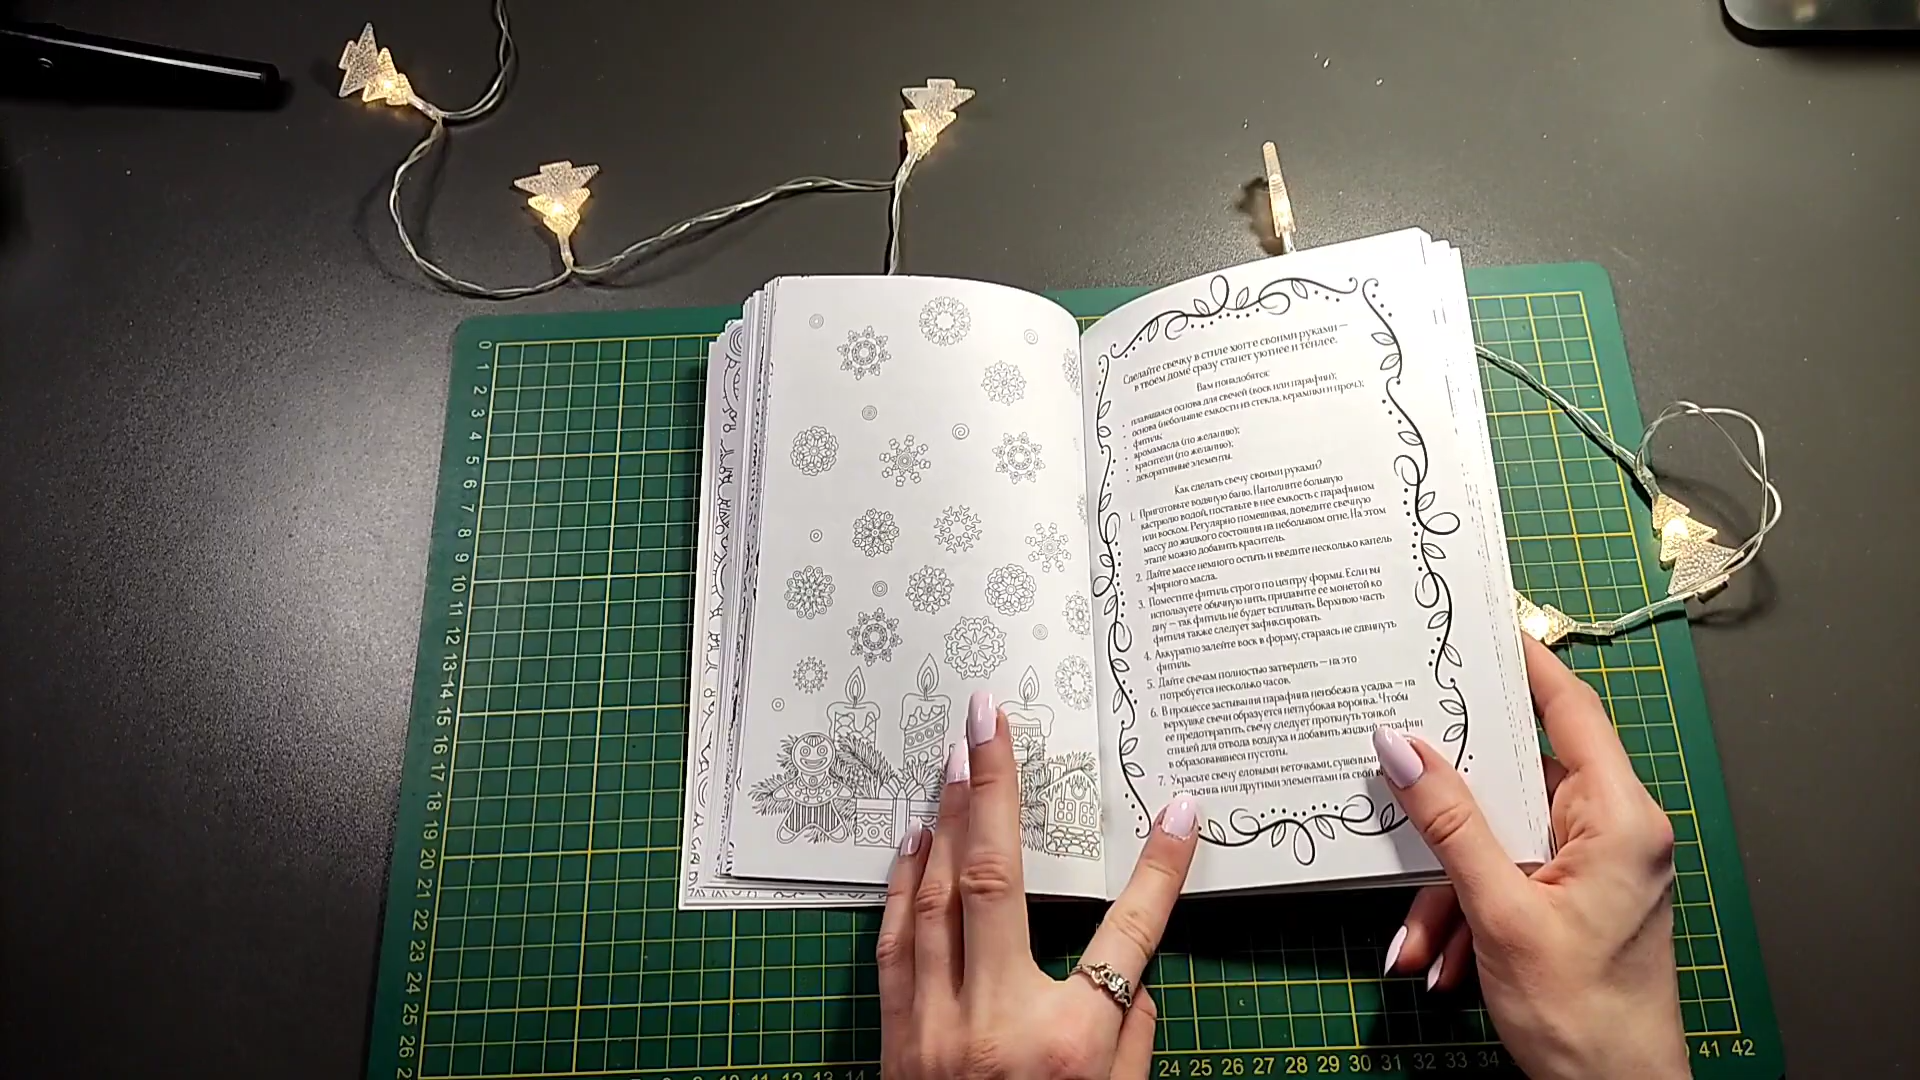 Сделайте свечку в стиле хюгге своими руками —
в твоем доме сразу станет уютнее и теплее.
Вам понадобятся:
• плавящаяся основа для свечей (воск или парафин);
• основа (небольшие емкости из стекла, керамики и проч.);
• фитиль;
• аромамасла (по желанию);
• красители (по желанию);
• декоративные элементы.
Как сделать свечу своими руками?
1. Приготовьте водяную баню. Наполните большую
кастрюлю водой, поставьте в нее емкость с парафином
или воском. Регулярно помешивая, доведите свечную
массу до жидкого состояния на небольшом огне. На этом
этапе можно добавить краситель.
2. Дайте массе немного остыть и введите несколько капель
эфирного масла.
3. Поместите фитиль строго по центру формы. Если вы
используете обычную нить, придавите ее монеткой ко
дну — так фитиль не будет всплывать. Верхнюю часть
фитиля также следует зафиксировать.
4. Аккуратно залейте воск в форму, стараясь не сдвинуть
фитиль.
5. Дайте свечам полностью затвердеть — на это
потребуется несколько часов.
6. В процессе застывания парафина неизбежна усадка — на
верхушке свечи образуется неглубокая воронка. Чтобы
ее предотвратить, свечу следует проткнуть тонкой
спицей для отвода воздуха и добавить жидкий парафин
в образовавшиеся пустоты.
7. Украсьте свечу еловыми веточками, сушеными
апельсина или другими элементами на свой
0
1
2
3
4
5
6
7
8
9
10
11
12
13
14
15
16
17
18
19
20
21
22
23
24
25
26
24 25 26 27 28 29 30 31 32 33 34 41 42